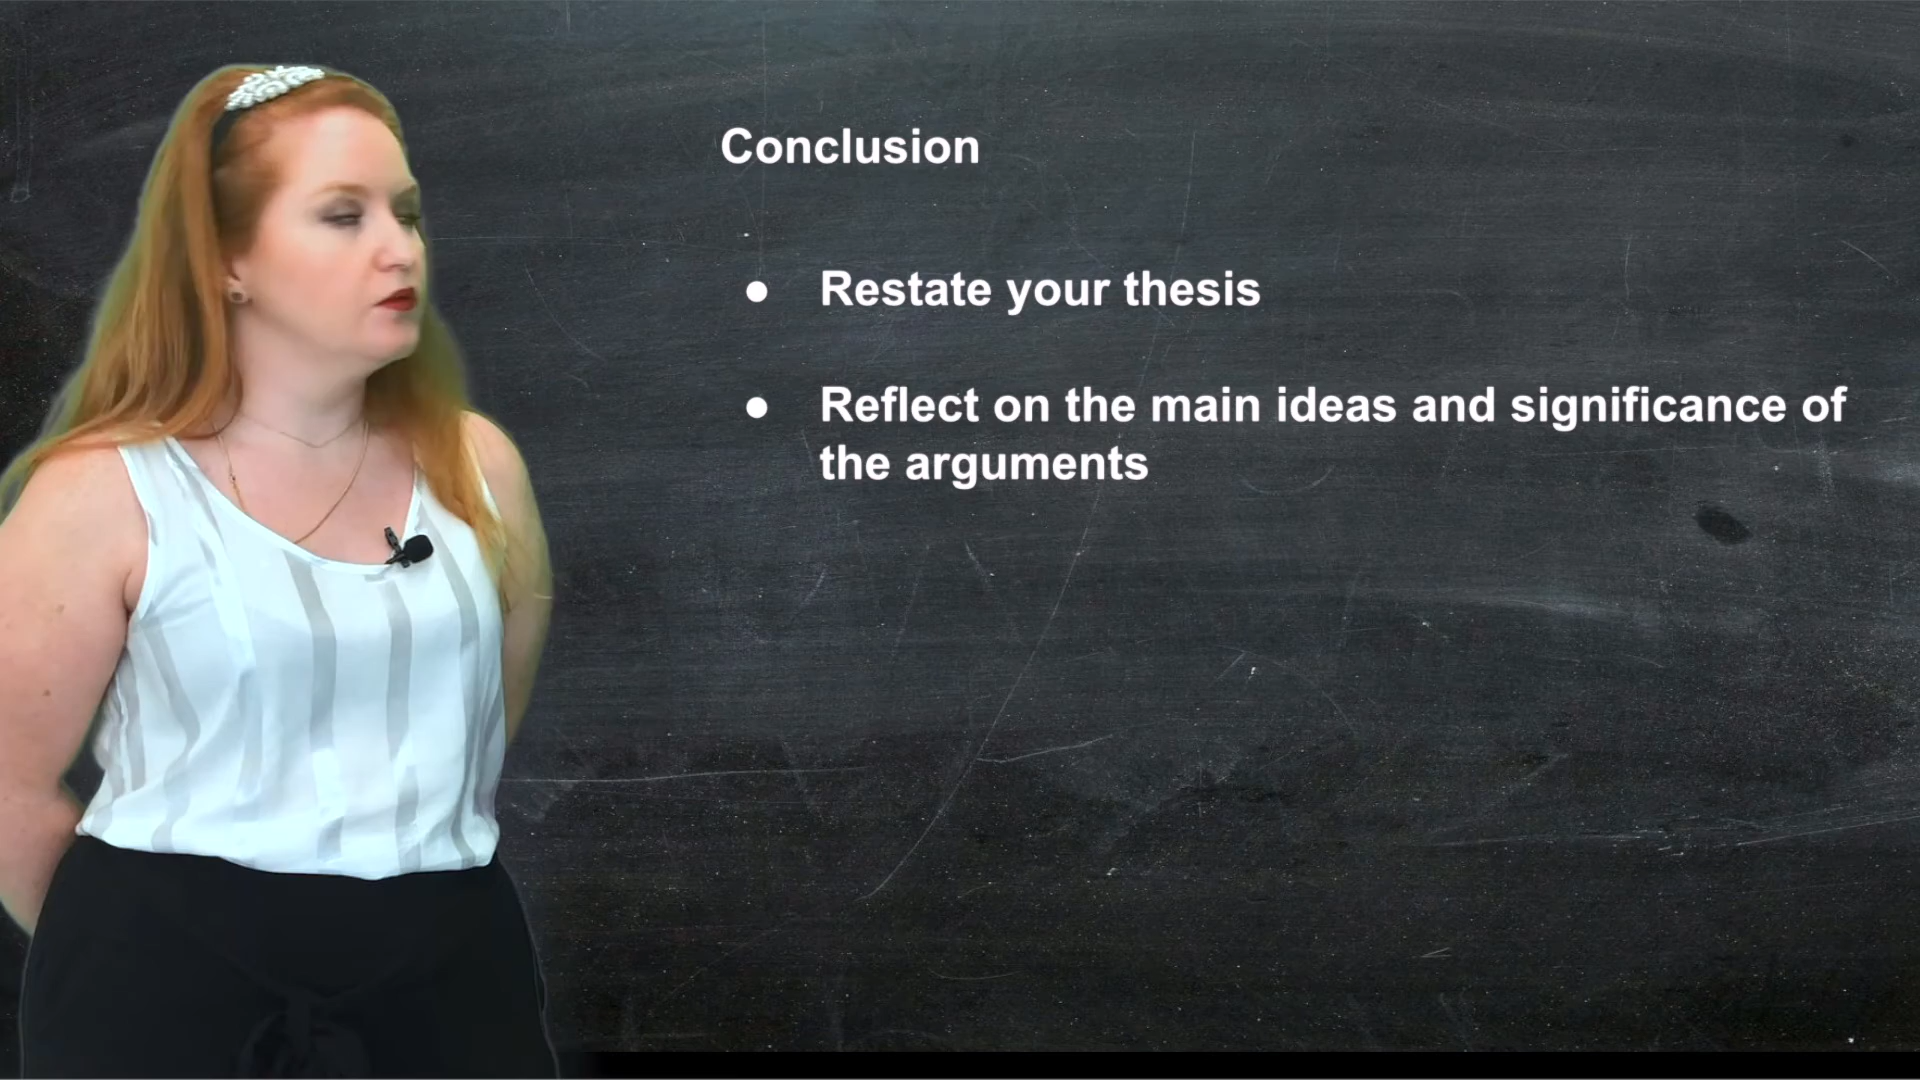 Conclusion
● Restate your thesis
● Reflect on the main ideas and significance of
the arguments